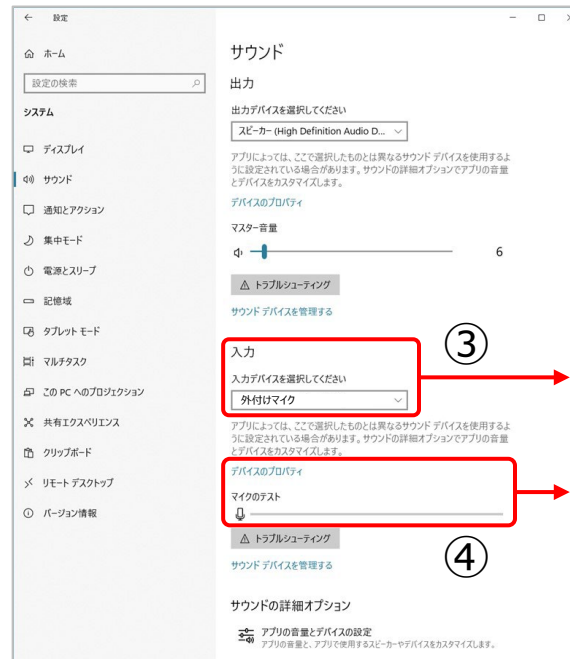 設定
ホーム
設定の検索
システム
ディスプレイ
サウンド
通知とアクション
集中モード
電源とスリープ
記憶域
タブレット モード
マルチタスク
この PC へのプロジェクション
共有エクスペリエンス
クリップボード
リモート デスクトップ
バージョン情報
サウンド
出力
出力デバイスを選択してください
スピーカー (High Definition Audio D...
アプリによっては、ここで選択したものとは異なるサウンド デバイスを使用するよ
うに設定されている場合があります。サウンドの詳細オプションでアプリの音量
とデバイスをカスタマイズします。
デバイスのプロパティ
マスター音量
6
トラブルシューティング
サウンド デバイスを管理する
③
入力
入力デバイスを選択してください
外付けマイク
アプリによっては、ここで選択したものとは異なるサウンド デバイスを使用するよ
うに設定されている場合があります。サウンドの詳細オプションでアプリの音量
とデバイスをカスタマイズします。
デバイスのプロパティ
マイクのテスト
トラブルシューティング
④
サウンド デバイスを管理する
サウンドの詳細オプション
アプリの音量とデバイスの設定
アプリの音量と、アプリで使用するスピーカーやデバイスをカスタマイズします。